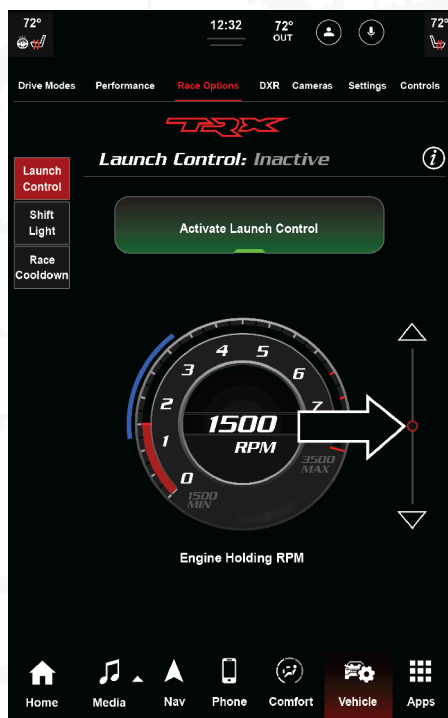 72°
12:32
72°
OUT
72°
Drive Modes
Performance
Race Options
DXR
Cameras
Settings
Controls
TRX
Launch Control: Inactive
i
Launch
Control
Shift
Light
Race
Cooldown
Activate Launch Control
0
1
2
3
4
5
6
7
1500
RPM
1500
MIN
3500
MAX
Engine Holding RPM
Home
Media
Nav
Phone
Comfort
Vehicle
Apps